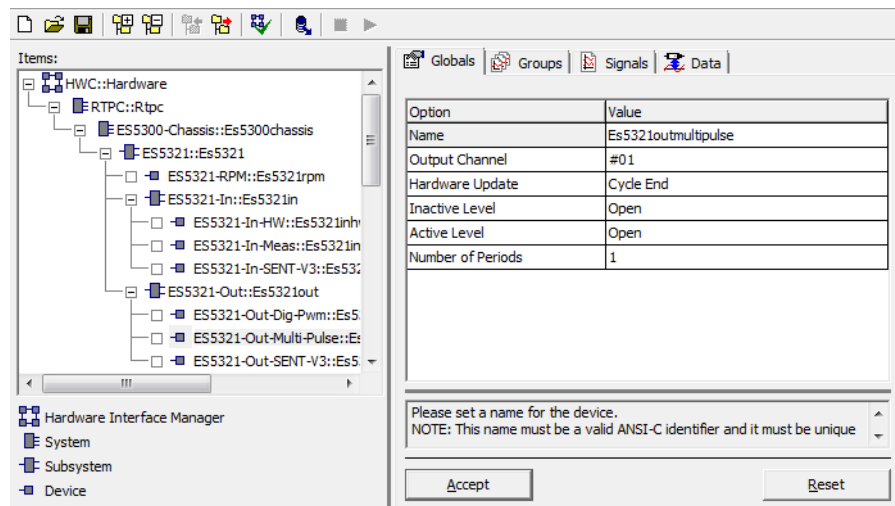 Items:
HWC::Hardware
RTPC::Rtpc
ES5300-Chassis::Es5300chassis
ES5321::Es5321
ES5321-RPM::Es5321rpm
ES5321-In::Es5321in
ES5321-In-HW::Es5321inh
ES5321-In-Meas::Es5321in
ES5321-In-SENT-V3::Es532
ES5321-Out::Es5321out
ES5321-Out-Dig-Pwm::Es5
ES5321-Out-Multi-Pulse::Es
ES5321-Out-SENT-V3::Es5
Hardware Interface Manager
System
Subsystem
Device
Globals Groups Signals Data
Option Value
Name Es5321outmultipulse
Output Channel #01
Hardware Update Cycle End
Inactive Level Open
Active Level Open
Number of Periods 1
Please set a name for the device.
NOTE: This name must be a valid ANSI-C identifier and it must be unique
Accept Reset